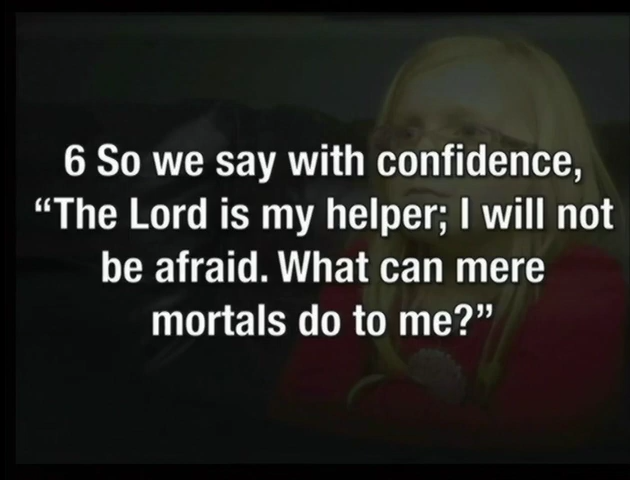 6 So we say with confidence,
“The Lord is my helper; I will not
be afraid. What can mere
mortals do to me?”